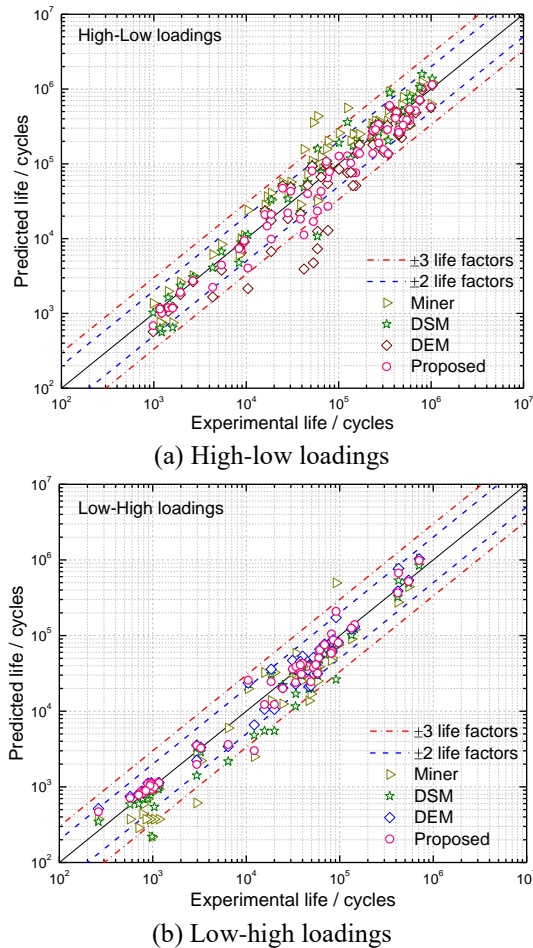 High-Low loadings
10^7
10^6
10^5
10^4
10^3
10^2
Predicted life / cycles
±3 life factors
±2 life factors
Miner
DSM
DEM
Proposed
10^2 10^3 10^4 10^5 10^6 10^7
Experimental life / cycles
(a) High-low loadings
Low-High loadings
10^7
10^6
10^5
10^4
10^3
10^2
Predicted life / cycles
±3 life factors
±2 life factors
Miner
DSM
DEM
Proposed
10^2 10^3 10^4 10^5 10^6 10^7
Experimental life / cycles
(b) Low-high loadings